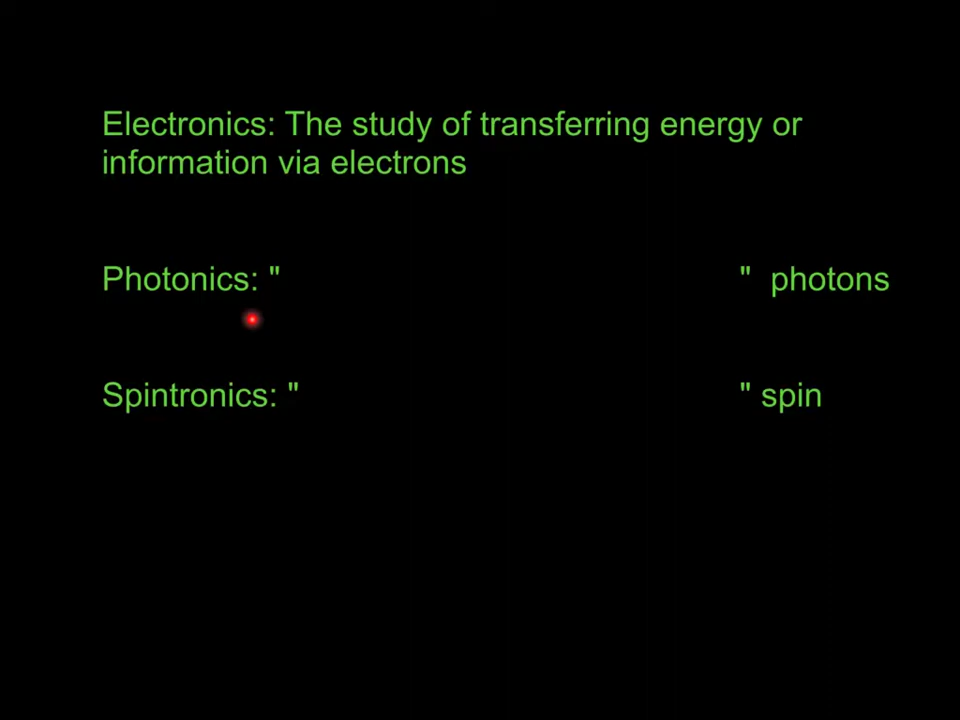 Electronics: The study of transferring energy or
information via electrons
Photonics: " " photons
Spintronics: " " spin